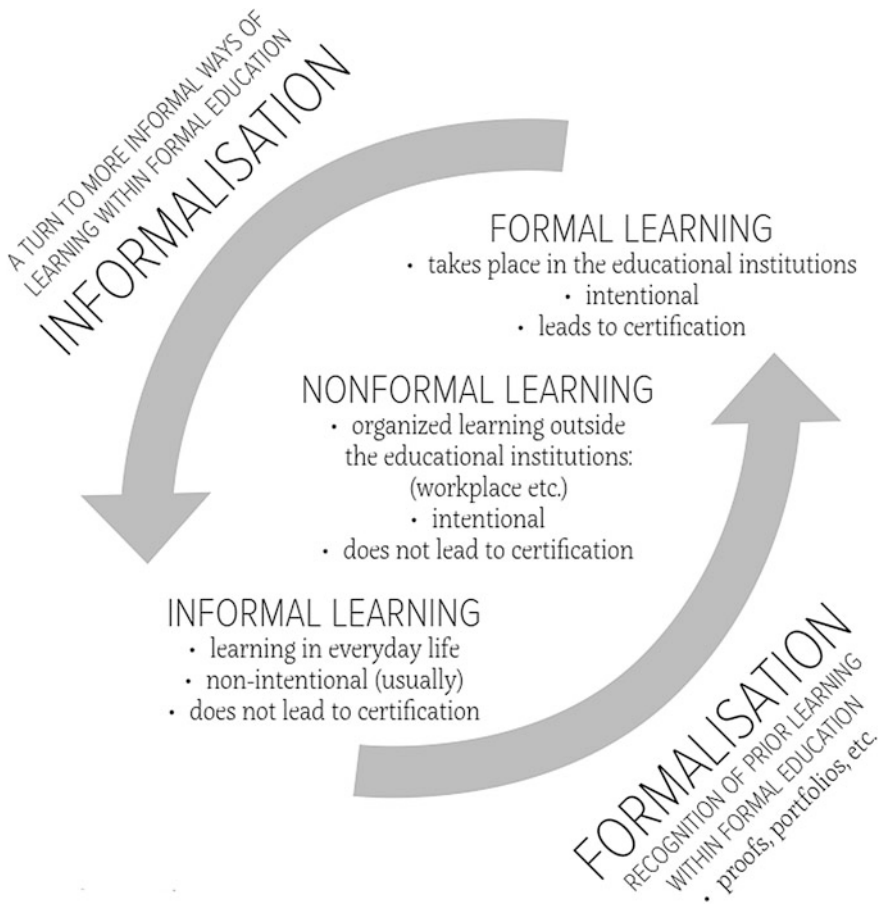 A TURN TO MORE INFORMAL WAYS OF
LEARNING WITHIN FORMAL EDUCATION
INFORMALISATION
FORMAL LEARNING
• takes place in the educational institutions
• intentional
• leads to certification
NONFORMAL LEARNING
• organized learning outside
the educational institutions:
(workplace etc.)
• intentional
• does not lead to certification
INFORMAL LEARNING
• learning in everyday life
• non-intentional (usually)
• does not lead to certification
FORMALISATION
RECOGNITION OF PRIOR LEARNING
WITHIN FORMAL EDUCATION
• proofs, portfolios, etc.